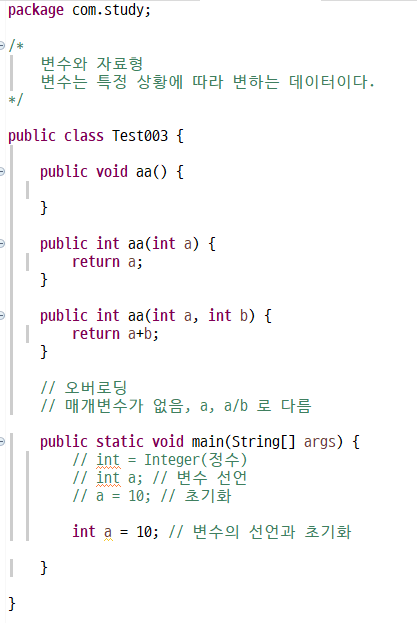 package com.study;
/*
변수와 자료형
변수는 특정 상황에 따라 변하는 데이터이다.
*/
public class Test003 {
public void aa() {
}
public int aa(int a) {
return a;
}
public int aa(int a, int b) {
return a+b;
}
// 오버로딩
// 매개변수가 없음, a, a/b 로 다름
public static void main(String[] args) {
// int = Integer(정수)
// int a; // 변수 선언
// a = 10; // 초기화
int a = 10; // 변수의 선언과 초기화
}
}